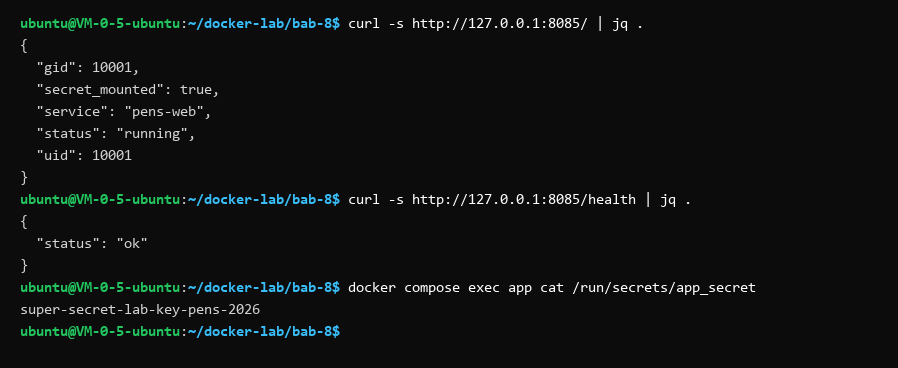 ubuntu@VM-0-5-ubuntu:~/docker-lab/bab-8$ curl -s http://127.0.0.1:8085/ | jq .
{
  "gid": 10001,
  "secret_mounted": true,
  "service": "pens-web",
  "status": "running",
  "uid": 10001
}
ubuntu@VM-0-5-ubuntu:~/docker-lab/bab-8$ curl -s http://127.0.0.1:8085/health | jq .
{
  "status": "ok"
}
ubuntu@VM-0-5-ubuntu:~/docker-lab/bab-8$ docker compose exec app cat /run/secrets/app_secret
super-secret-lab-key-pens-2026
ubuntu@VM-0-5-ubuntu:~/docker-lab/bab-8$